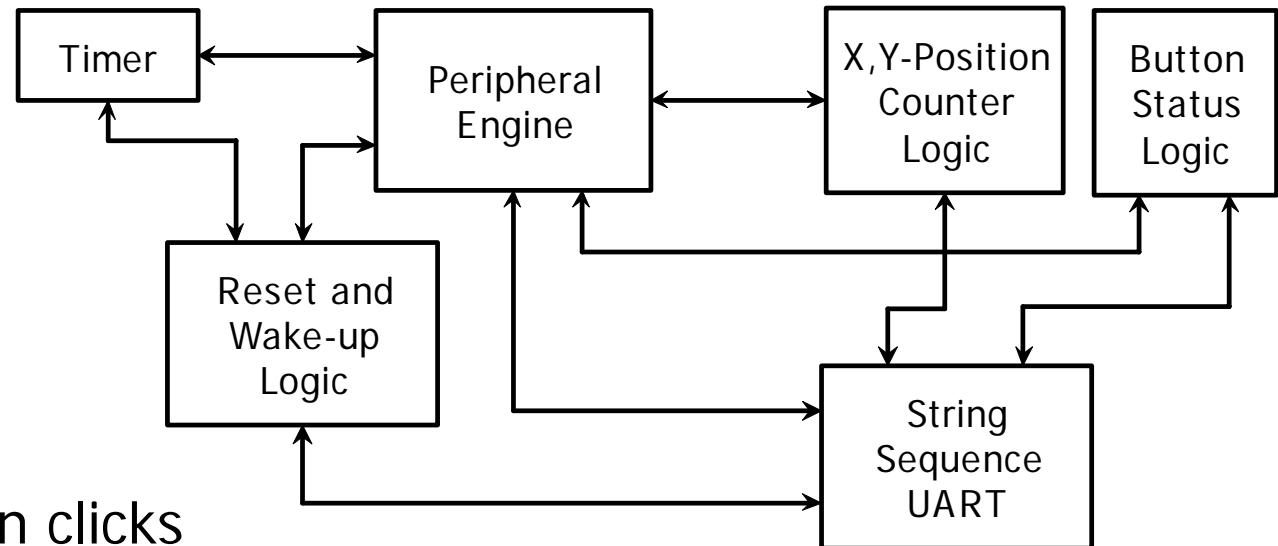 Timer
Peripheral
Engine
X,Y-Position
Counter
Logic
Button
Status
Logic
Reset and
Wake-up
Logic
String
Sequence
UART
n clicks